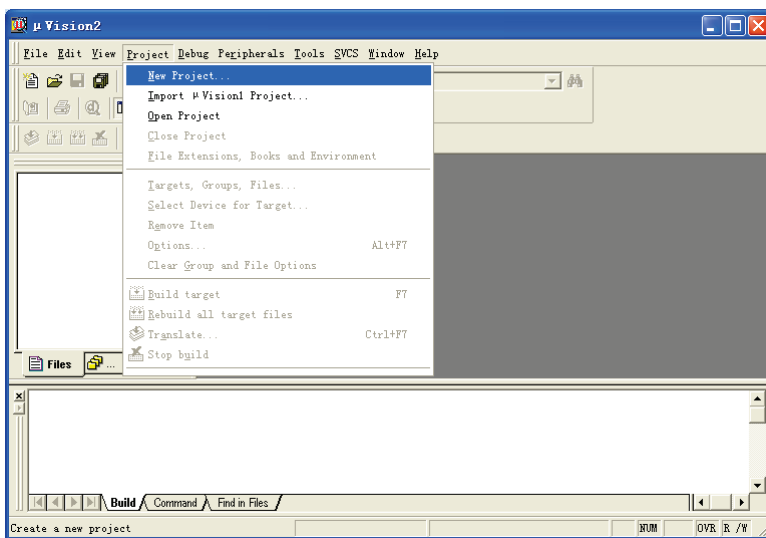 μVision2
File Edit View Project Debug Peripherals Tools SVCS Window Help
New Project...
Import μVision1 Project...
Open Project
Close Project
File Extensions, Books and Environment
Targets, Groups, Files...
Select Device for Target...
Remove Item
Options... Alt+F7
Clear Group and File Options
Build target F7
Rebuild all target files
Translate... Ctrl+F7
Stop build
Files ...
Build Command Find in Files
Create a new project NUM OVR R /W